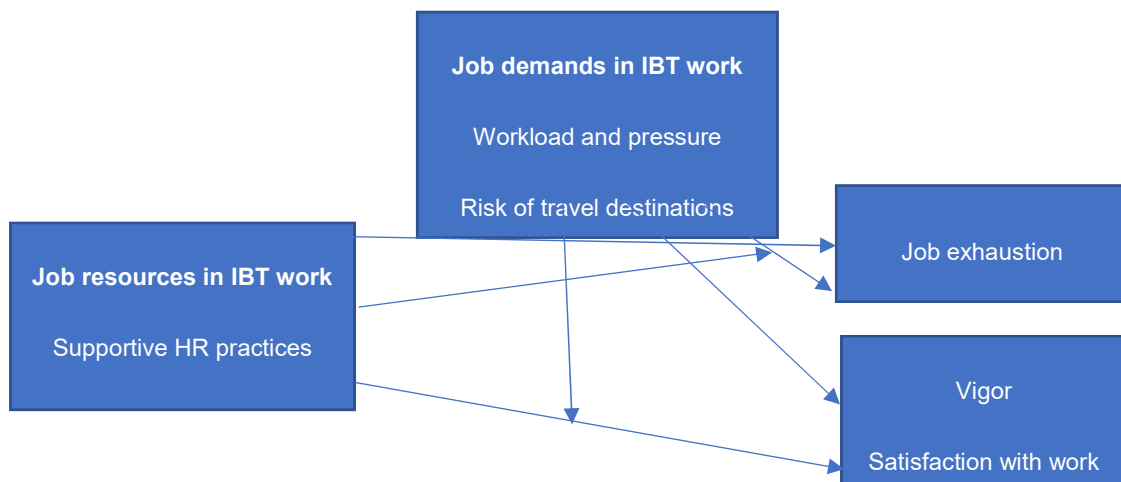 Job demands in IBT work
Workload and pressure
Risk of travel destinations
Job resources in IBT work
Supportive HR practices
Job exhaustion
Vigor
Satisfaction with work